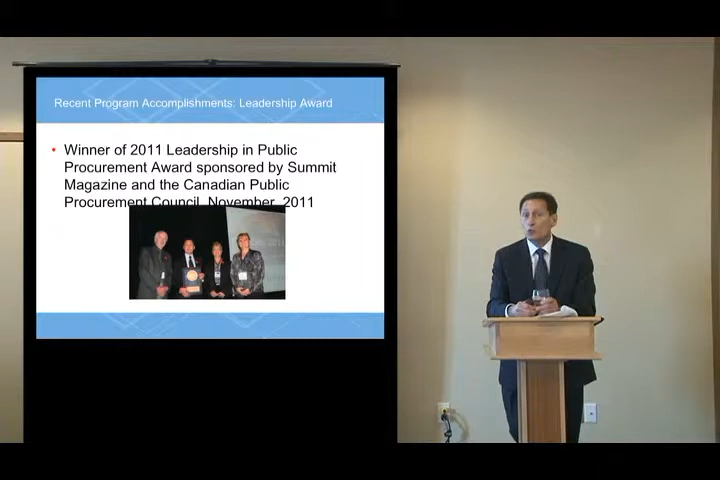 Recent Program Accomplishments: Leadership Award
• Winner of 2011 Leadership in Public
Procurement Award sponsored by Summit
Magazine and the Canadian Public
Procurement Council, November, 2011